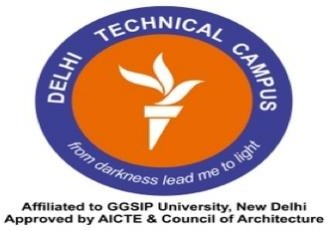 DELHI TECHNICAL CAMPUS
from darkness lead me to light
Affiliated to GGSIP University, New Delhi
Approved by AICTE & Council of Architecture